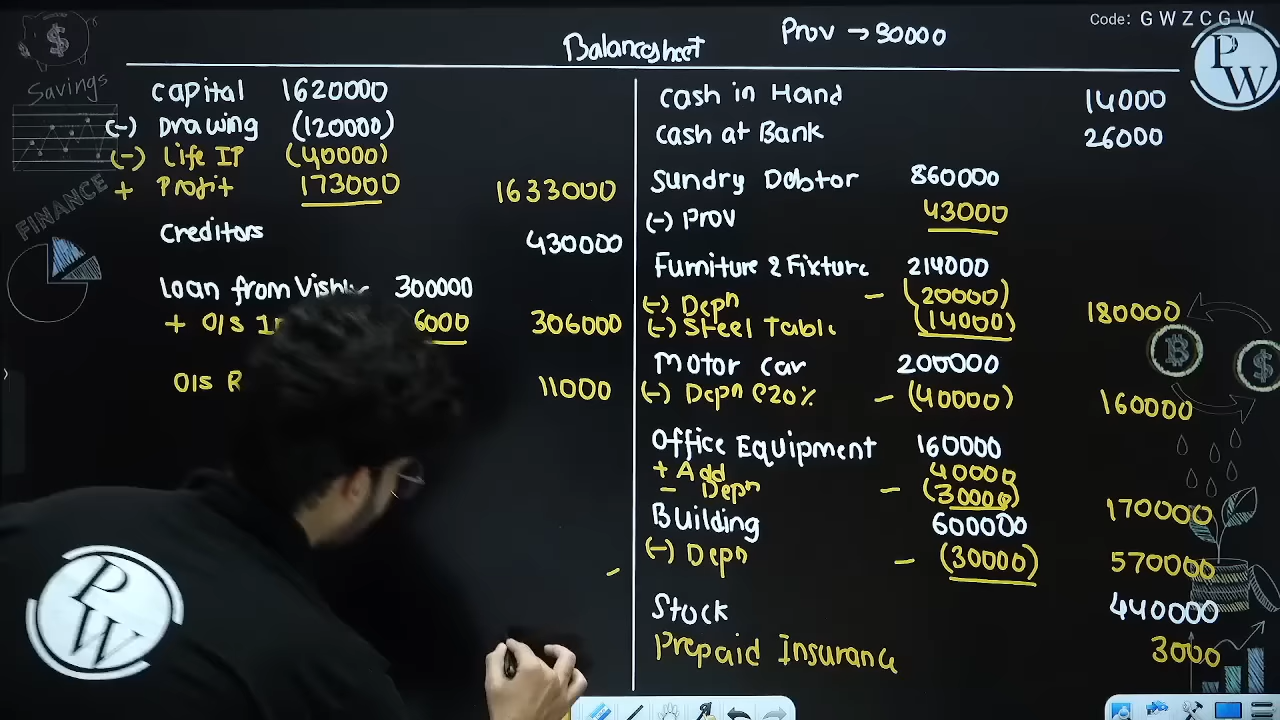 Code: G W Z C G W
Balancesheet
Prov → 30000
PW
Savings
FINANCE
Capital 1620000
(-) Drawing (120000)
(-) Life IP (40000)
+ Profit 173000 1633000
Creditors 430000
Loan from 300000
+ O/S 6000 306000
O/S R 11000
Cash in Hand 14000
Cash at Bank 26000
Sundry Debtor 860000
(-) Prov 43000
Furniture & Fixture 214000
(-) Depn - (20000)
(-) Steel Table (14000) 180000
Motor car 200000
(-) Depn @20% - (40000) 160000
Office Equipment 160000
+ Add 40000
- Depn - (30000) 170000
Building 600000
(-) Depn - (30000) 570000
Stock 440000
Prepaid Insurance 3000
PW